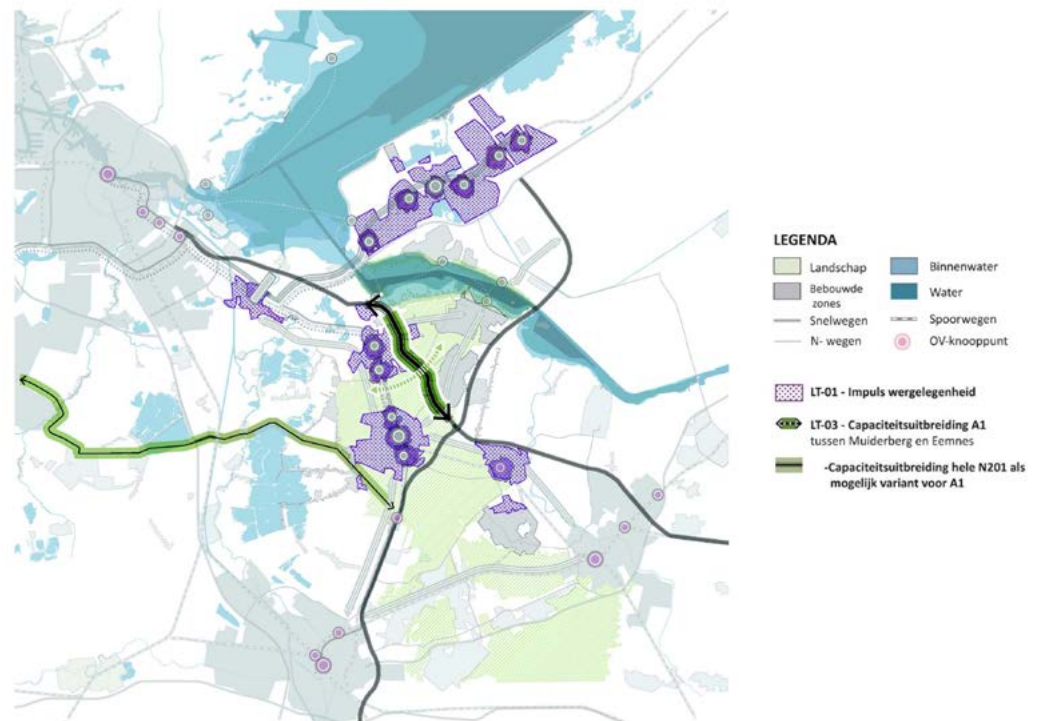 LEGENDA
Landschap
Binnenwater
Bebouwde
zones
Water
Snelwegen
Spoorwegen
N- wegen
OV-knooppunt
LT-01 - Impuls wergelegenheid
LT-03 - Capaciteitsuitbreiding A1
tussen Muiderberg en Eemnes
-Capaciteitsuitbreiding hele N201 als
mogelijk variant voor A1